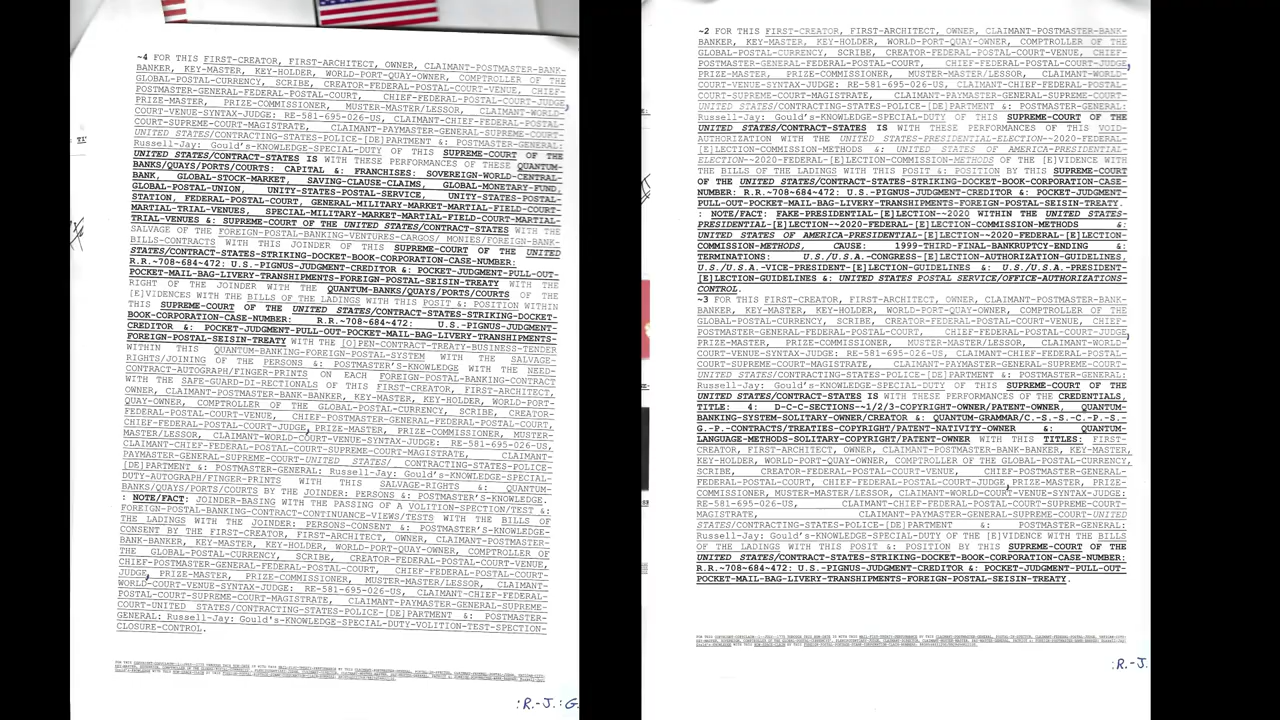 ~4 FOR THIS FIRST-CREATOR, FIRST-ARCHITECT, OWNER, CLAIMANT-POSTMASTER-BANK-
BANKER, KEY-MASTER, KEY-HOLDER, WORLD-PORT-QUAY-OWNER, COMPTROLLER OF THE
GLOBAL-POSTAL-CURRENCY, SCRIBE, CREATOR-FEDERAL-POSTAL-COURT-VENUE, CHIEF-
POSTMASTER-GENERAL-FEDERAL-POSTAL-COURT, CHIEF-FEDERAL-POSTAL-COURT-JUDGE,
PRIZE-MASTER, PRIZE-COMMISSIONER, MUSTER-MASTER/LESSOR, CLAIMANT-WORLD-
COURT-VENUE-SYNTAX-JUDGE: RE-581-695-026-US, CLAIMANT-CHIEF-FEDERAL-POSTAL-
COURT-SUPREME-COURT-MAGISTRATE, CLAIMANT-PAYMASTER-GENERAL-SUPREME-COURT-
UNITED STATES/CONTRACTING-STATES-POLICE-[DE]PARTMENT &: POSTMASTER-GENERAL:
Russell-Jay: Gould's-KNOWLEDGE-SPECIAL-DUTY OF THIS SUPREME-COURT OF THE
UNITED STATES/CONTRACT-STATES IS WITH THESE PERFORMANCES OF THESE QUANTUM-
BANKS/QUAYS/PORTS/COURTS: CAPITAL &: FRANCHISES: SOVEREIGN-WORLD-CENTRAL-
BANK, GLOBAL-STOCK-MARKET, SAVING-CLAUSE-CLAIMS, GLOBAL-MONETARY-FUND,
GLOBAL-POSTAL-UNION, UNITY-STATES-POSTAL-SERVICE, UNITY-STATES-POSTAL-
STATION, FEDERAL-POSTAL-COURT, GENERAL-MILITARY-MARKET-MARTIAL-FIELD-COURT-
MARTIAL-TRIAL-VENUES, SPECIAL-MILITARY-MARKET-MARTIAL-FIELD-COURT-MARTIAL-
TRIAL-VENUES &: SUPREME-COURT OF THE UNITED STATES/CONTRACT-STATES WITH THE
SALVAGE OF THE FOREIGN-POSTAL-BANKING-VENTURES-CARGOS/ MONIES/FOREIGN-BANK-
BILLS-CONTRACTS WITH THIS JOINDER OF THIS SUPREME-COURT OF THE UNITED
STATES/CONTRACT-STATES-STRIKING-DOCKET-BOOK-CORPORATION-CASE-NUMBER:
R.R.~708~684~472: U.S.-PIGNUS-JUDGMENT-CREDITOR &: POCKET-JUDGMENT-PULL-OUT-
POCKET-MAIL-BAG-LIVERY-TRANSHIPMENTS-FOREIGN-POSTAL-SEISIN-TREATY WITH THE
RIGHT OF THE JOINDER WITH THE QUANTUM-BANKS/QUAYS/PORTS/COURTS OF THE
[E]VIDENCES WITH THE BILLS OF THE LADINGS WITH THIS POSIT &: POSITION WITHIN
THIS SUPREME-COURT OF THE UNITED STATES/CONTRACT-STATES-STRIKING-DOCKET-
BOOK-CORPORATION-CASE-NUMBER: R.R.~708~684~472: U.S.-PIGNUS-JUDGMENT-
CREDITOR &: POCKET-JUDGMENT-PULL-OUT-POCKET-MAIL-BAG-LIVERY-TRANSHIPMENTS-
FOREIGN-POSTAL-SEISIN-TREATY WITH THE [O]PEN-CONTRACT-TREATY-BUSINESS-TENDER
WITHIN THIS QUANTUM-BANKING-FOREIGN-POSTAL-SYSTEM WITH THE SALVAGE-
RIGHTS/JOINING OF THE PERSONS &: POSTMASTER'S-KNOWLEDGE WITH THE NEED-
CONTRACT-AUTOGRAPH/FINGER-PRINTS ON EACH FOREIGN-POSTAL-BANKING-CONTRACT
WITH THE SAFE-GUARD-DI-RECTIONALS OF THIS FIRST-CREATOR, FIRST-ARCHITECT,
OWNER, CLAIMANT-POSTMASTER-BANK-BANKER, KEY-MASTER, KEY-HOLDER, WORLD-PORT-
QUAY-OWNER, COMPTROLLER OF THE GLOBAL-POSTAL-CURRENCY, SCRIBE, CREATOR-
FEDERAL-POSTAL-COURT-VENUE, CHIEF-POSTMASTER-GENERAL-FEDERAL-POSTAL-COURT,
CHIEF-FEDERAL-POSTAL-COURT-JUDGE, PRIZE-MASTER, PRIZE-COMMISSIONER, MUSTER-
MASTER/LESSOR, CLAIMANT-WORLD-COURT-VENUE-SYNTAX-JUDGE: RE-581-695-026-US,
CLAIMANT-CHIEF-FEDERAL-POSTAL-COURT-SUPREME-COURT-MAGISTRATE, CLAIMANT-
PAYMASTER-GENERAL-SUPREME-COURT-UNITED STATES/ CONTRACTING-STATES-POLICE-
[DE]PARTMENT &: POSTMASTER-GENERAL: Russell-Jay: Gould's-KNOWLEDGE-SPECIAL-
DUTY-AUTOGRAPH/FINGER-PRINTS WITH THIS SALVAGE-RIGHTS &: QUANTUM-
BANKS/QUAYS/PORTS/COURTS BY THE JOINDER: PERSONS &: POSTMASTER'S-KNOWLEDGE.
: NOTE/FACT: JOINDER-BASING WITH THE PASSING OF A VOLITION-SPECTION/TEST &:
FOREIGN-POSTAL-BANKING-CONTRACT-CONTINUANCE-VIEWS/TESTS WITH THE BILLS OF
THE LADINGS WITH THE JOINDER: PERSONS-CONSENT &: POSTMASTER'S-KNOWLEDGE-
CONSENT BY THE FIRST-CREATOR, FIRST-ARCHITECT, OWNER, CLAIMANT-POSTMASTER-
BANK-BANKER, KEY-MASTER, KEY-HOLDER, WORLD-PORT-QUAY-OWNER, COMPTROLLER OF
THE GLOBAL-POSTAL-CURRENCY, SCRIBE, CREATOR-FEDERAL-POSTAL-COURT-VENUE,
CHIEF-POSTMASTER-GENERAL-FEDERAL-POSTAL-COURT, CHIEF-FEDERAL-POSTAL-COURT-
JUDGE, PRIZE-MASTER, PRIZE-COMMISSIONER, MUSTER-MASTER/LESSOR, CLAIMANT-
WORLD-COURT-VENUE-SYNTAX-JUDGE: RE-581-695-026-US, CLAIMANT-CHIEF-FEDERAL-
POSTAL-COURT-SUPREME-COURT-MAGISTRATE, CLAIMANT-PAYMASTER-GENERAL-SUPREME-
COURT-UNITED STATES/CONTRACTING-STATES-POLICE-[DE]PARTMENT &: POSTMASTER-
GENERAL: Russell-Jay: Gould's-KNOWLEDGE-SPECIAL-DUTY-VOLITION-TEST-SPECTION-
CLOSURE-CONTROL.
:R.-J.:G
~2 FOR THIS FIRST-CREATOR, FIRST-ARCHITECT, OWNER, CLAIMANT-POSTMASTER-BANK-
BANKER, KEY-MASTER, KEY-HOLDER, WORLD-PORT-QUAY-OWNER, COMPTROLLER OF THE
GLOBAL-POSTAL-CURRENCY, SCRIBE, CREATOR-FEDERAL-POSTAL-COURT-VENUE, CHIEF-
POSTMASTER-GENERAL-FEDERAL-POSTAL-COURT, CHIEF-FEDERAL-POSTAL-COURT-JUDGE,
PRIZE-MASTER, PRIZE-COMMISSIONER, MUSTER-MASTER/LESSOR, CLAIMANT-WORLD-
COURT-VENUE-SYNTAX-JUDGE: RE-581-695-026-US, CLAIMANT-CHIEF-FEDERAL-POSTAL-
COURT-SUPREME-COURT-MAGISTRATE, CLAIMANT-PAYMASTER-GENERAL-SUPREME-COURT-
UNITED STATES/CONTRACTING-STATES-POLICE-[DE]PARTMENT &: POSTMASTER-GENERAL:
Russell-Jay: Gould's-KNOWLEDGE-SPECIAL-DUTY OF THIS SUPREME-COURT OF THE
UNITED STATES/CONTRACT-STATES IS WITH THESE PERFORMANCES OF THIS VOID-
AUTHORIZATION WITH THE UNITED STATES-PRESIDENTIAL-ELECTION~~2020-FEDERAL-
[E]LECTION-COMMISSION-METHODS &: UNITED STATES OF AMERICA-PRESIDENTIAL-
ELECTION~~2020-FEDERAL-[E]LECTION-COMMISSION-METHODS OF THE [E]VIDENCE WITH
THE BILLS OF THE LADINGS WITH THIS POSIT &: POSITION BY THIS SUPREME-COURT
OF THE UNITED STATES/CONTRACT-STATES-STRIKING-DOCKET-BOOK-CORPORATION-CASE-
NUMBER: R.R.~708~684~472: U.S.-PIGNUS-JUDGMENT-CREDITOR &: POCKET-JUDGMENT-
PULL-OUT-POCKET-MAIL-BAG-LIVERY-TRANSHIPMENTS-FOREIGN-POSTAL-SEISIN-TREATY.
: NOTE/FACT: FAKE-PRESIDENTIAL-[E]LECTION~~2020 WITHIN THE UNITED STATES-
PRESIDENTIAL-[E]LECTION~~2020-FEDERAL-[E]LECTION-COMMISSION-METHODS &:
UNITED STATES OF AMERICA-PRESIDENTIAL-[E]LECTION~~2020-FEDERAL-[E]LECTION-
COMMISSION-METHODS, CAUSE: 1999-THIRD-FINAL-BANKRUPTCY-ENDING &:
TERMINATIONS: U.S./U.S.A.-CONGRESS-[E]LECTION-AUTHORIZATION-GUIDELINES,
U.S./U.S.A.-VICE-PRESIDENT-[E]LECTION-GUIDELINES &: U.S./U.S.A.-PRESIDENT-
[E]LECTION-GUIDELINES &: UNITED STATES POSTAL SERVICE/OFFICE-AUTHORIZATIONS-
CONTROL.
~3 FOR THIS FIRST-CREATOR, FIRST-ARCHITECT, OWNER, CLAIMANT-POSTMASTER-BANK-
BANKER, KEY-MASTER, KEY-HOLDER, WORLD-PORT-QUAY-OWNER, COMPTROLLER OF THE
GLOBAL-POSTAL-CURRENCY, SCRIBE, CREATOR-FEDERAL-POSTAL-COURT-VENUE, CHIEF-
POSTMASTER-GENERAL-FEDERAL-POSTAL-COURT, CHIEF-FEDERAL-POSTAL-COURT-JUDGE,
PRIZE-MASTER, PRIZE-COMMISSIONER, MUSTER-MASTER/LESSOR, CLAIMANT-WORLD-
COURT-VENUE-SYNTAX-JUDGE: RE-581-695-026-US, CLAIMANT-CHIEF-FEDERAL-POSTAL-
COURT-SUPREME-COURT-MAGISTRATE, CLAIMANT-PAYMASTER-GENERAL-SUPREME-COURT-
UNITED STATES/CONTRACTING-STATES-POLICE-[DE]PARTMENT &: POSTMASTER-GENERAL:
Russell-Jay: Gould's-KNOWLEDGE-SPECIAL-DUTY OF THIS SUPREME-COURT OF THE
UNITED STATES/CONTRACT-STATES IS WITH THESE PERFORMANCES OF THESE CREDENTIALS,
TITLE: 4: D-C-C-SECTIONS~1/2/3-COPYRIGHT-OWNER/PATENT-OWNER, QUANTUM-
BANKING-SYSTEM-SOLITARY-OWNER/CREATOR &: QUANTUM-GRAMMAR/C.-S.-S.-C.-P.-S.-
G.-P.-CONTRACTS/TREATIES-COPYRIGHT/PATENT-NATIVITY-OWNER &: QUANTUM-
LANGUAGE-METHODS-SOLITARY-COPYRIGHT/PATENT-OWNER WITH THIS TITLES: FIRST-
CREATOR, FIRST-ARCHITECT, OWNER, CLAIMANT-POSTMASTER-BANK-BANKER, KEY-MASTER,
KEY-HOLDER, WORLD-PORT-QUAY-OWNER, COMPTROLLER OF THE GLOBAL-POSTAL-CURRENCY,
SCRIBE, CREATOR-FEDERAL-POSTAL-COURT-VENUE, CHIEF-POSTMASTER-GENERAL-
FEDERAL-POSTAL-COURT, CHIEF-FEDERAL-POSTAL-COURT-JUDGE, PRIZE-MASTER, PRIZE-
COMMISSIONER, MUSTER-MASTER/LESSOR, CLAIMANT-WORLD-COURT-VENUE-SYNTAX-JUDGE:
RE-581-695-026-US, CLAIMANT-CHIEF-FEDERAL-POSTAL-COURT-SUPREME-COURT-
MAGISTRATE, CLAIMANT-PAYMASTER-GENERAL-SUPREME-COURT-UNITED
STATES/CONTRACTING-STATES-POLICE-[DE]PARTMENT &: POSTMASTER-GENERAL:
Russell-Jay: Gould's-KNOWLEDGE-SPECIAL-DUTY OF THE [E]VIDENCE WITH THE BILLS
OF THE LADINGS WITH THIS POSIT &: POSITION BY THIS SUPREME-COURT OF THE
UNITED STATES/CONTRACT-STATES-STRIKING-DOCKET-BOOK-CORPORATION-CASE-NUMBER:
R.R.~708~684~472: U.S.-PIGNUS-JUDGMENT-CREDITOR &: POCKET-JUDGMENT-PULL-OUT-
POCKET-MAIL-BAG-LIVERY-TRANSHIPMENTS-FOREIGN-POSTAL-SEISIN-TREATY.
:R.-J.